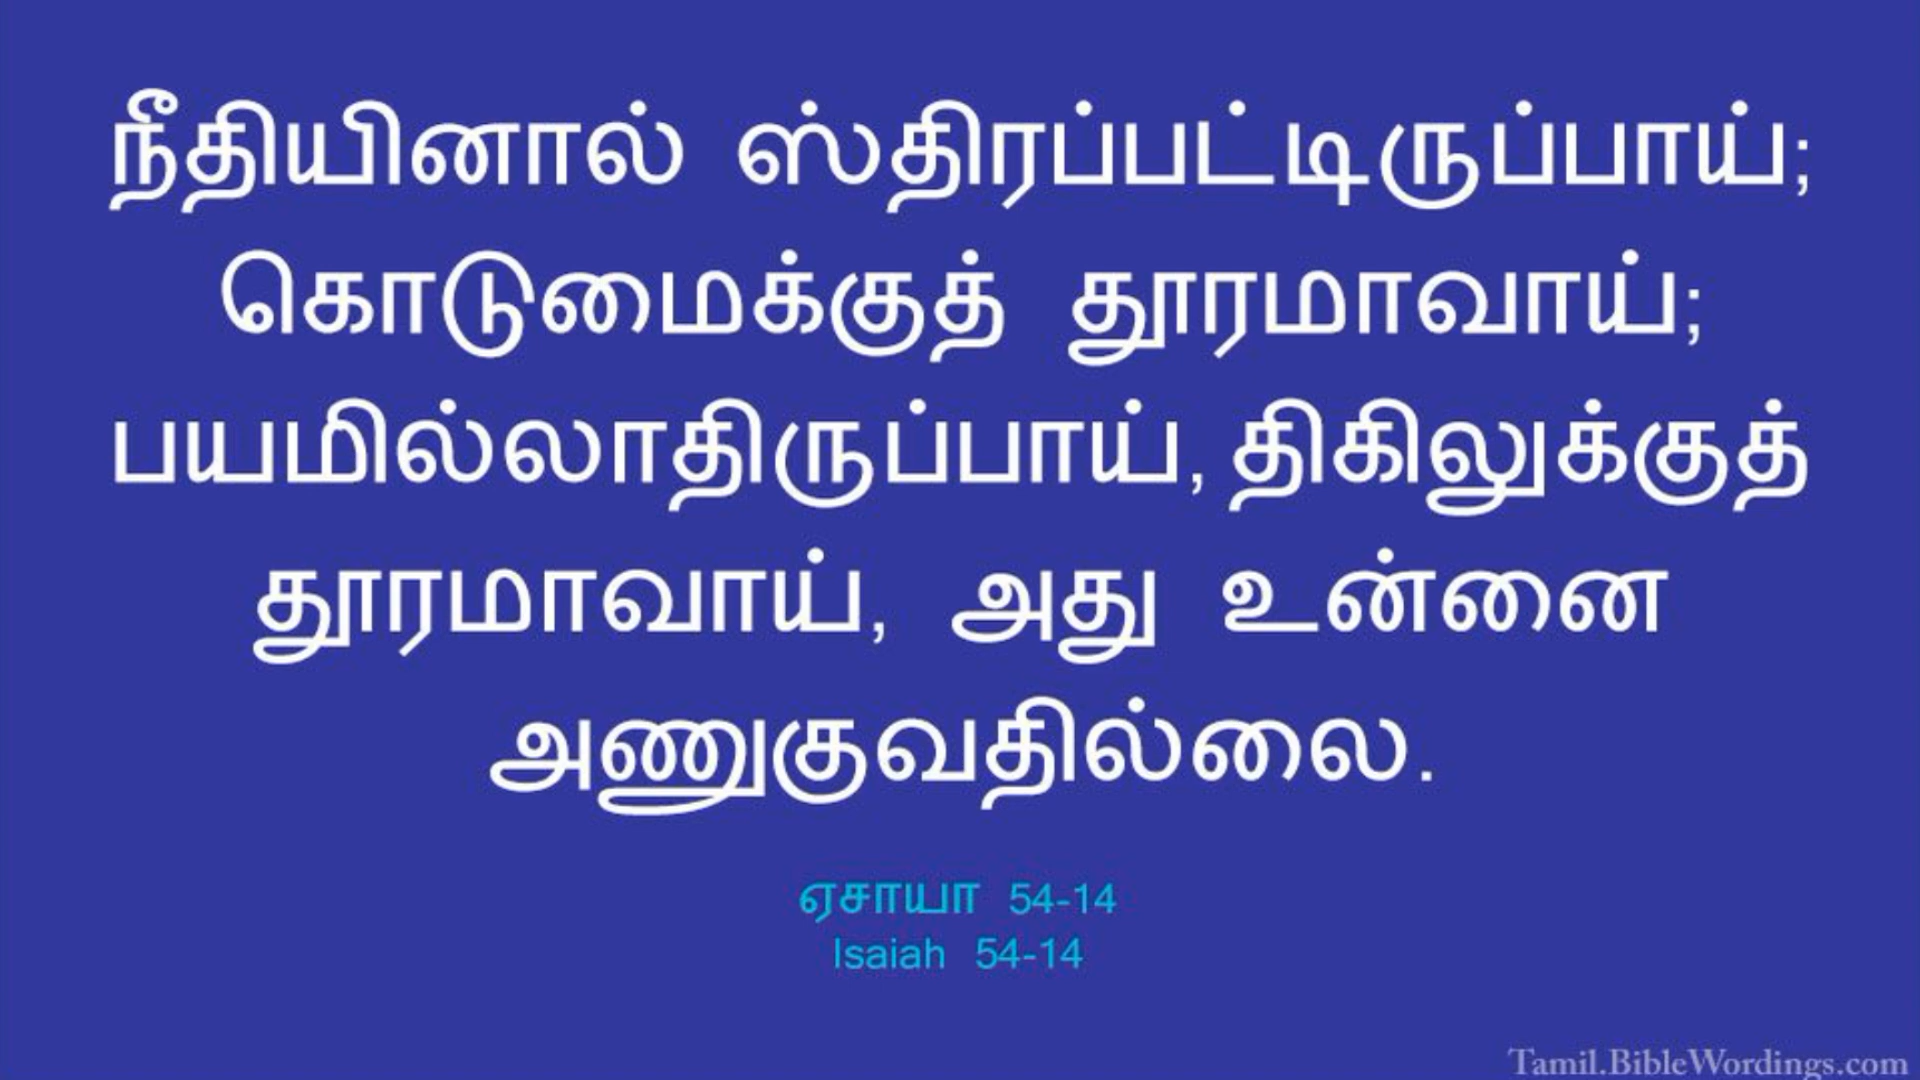 நீதியினால் ஸ்திரப்பட்டிருப்பாய்;
கொடுமைக்குத் தூரமாவாய்;
பயமில்லாதிருப்பாய், திகிலுக்குத்
தூரமாவாய், அது உன்னை
அணுகுவதில்லை.
ஏசாயா 54-14
Isaiah 54-14
Tamil.BibleWordings.com